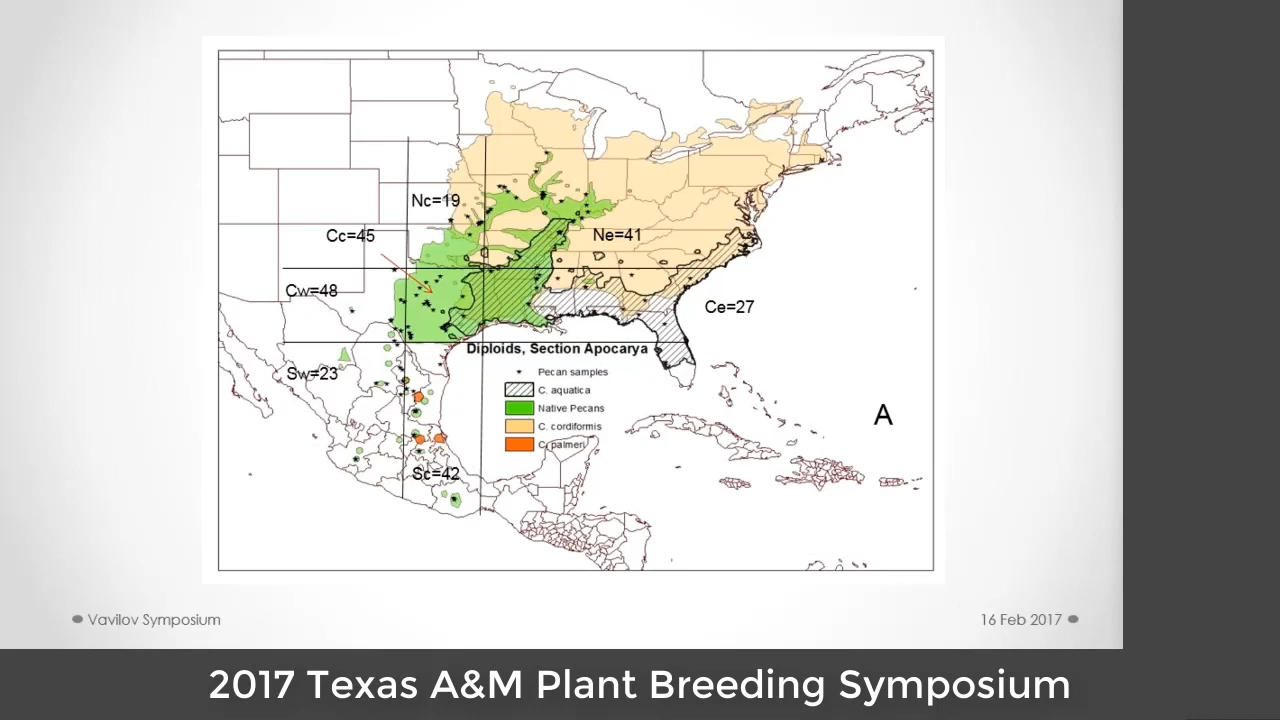 Nc=19
Cc=45
Ne=41
Cw=48
Ce=27
Diploids, Section Apocarya
Sw=23
Pecan samples
C. aquatica
Native Pecans
A
C. cordiformis
C. palmeri
Sc=42
Vavilov Symposium
16 Feb 2017
2017 Texas A&M Plant Breeding Symposium